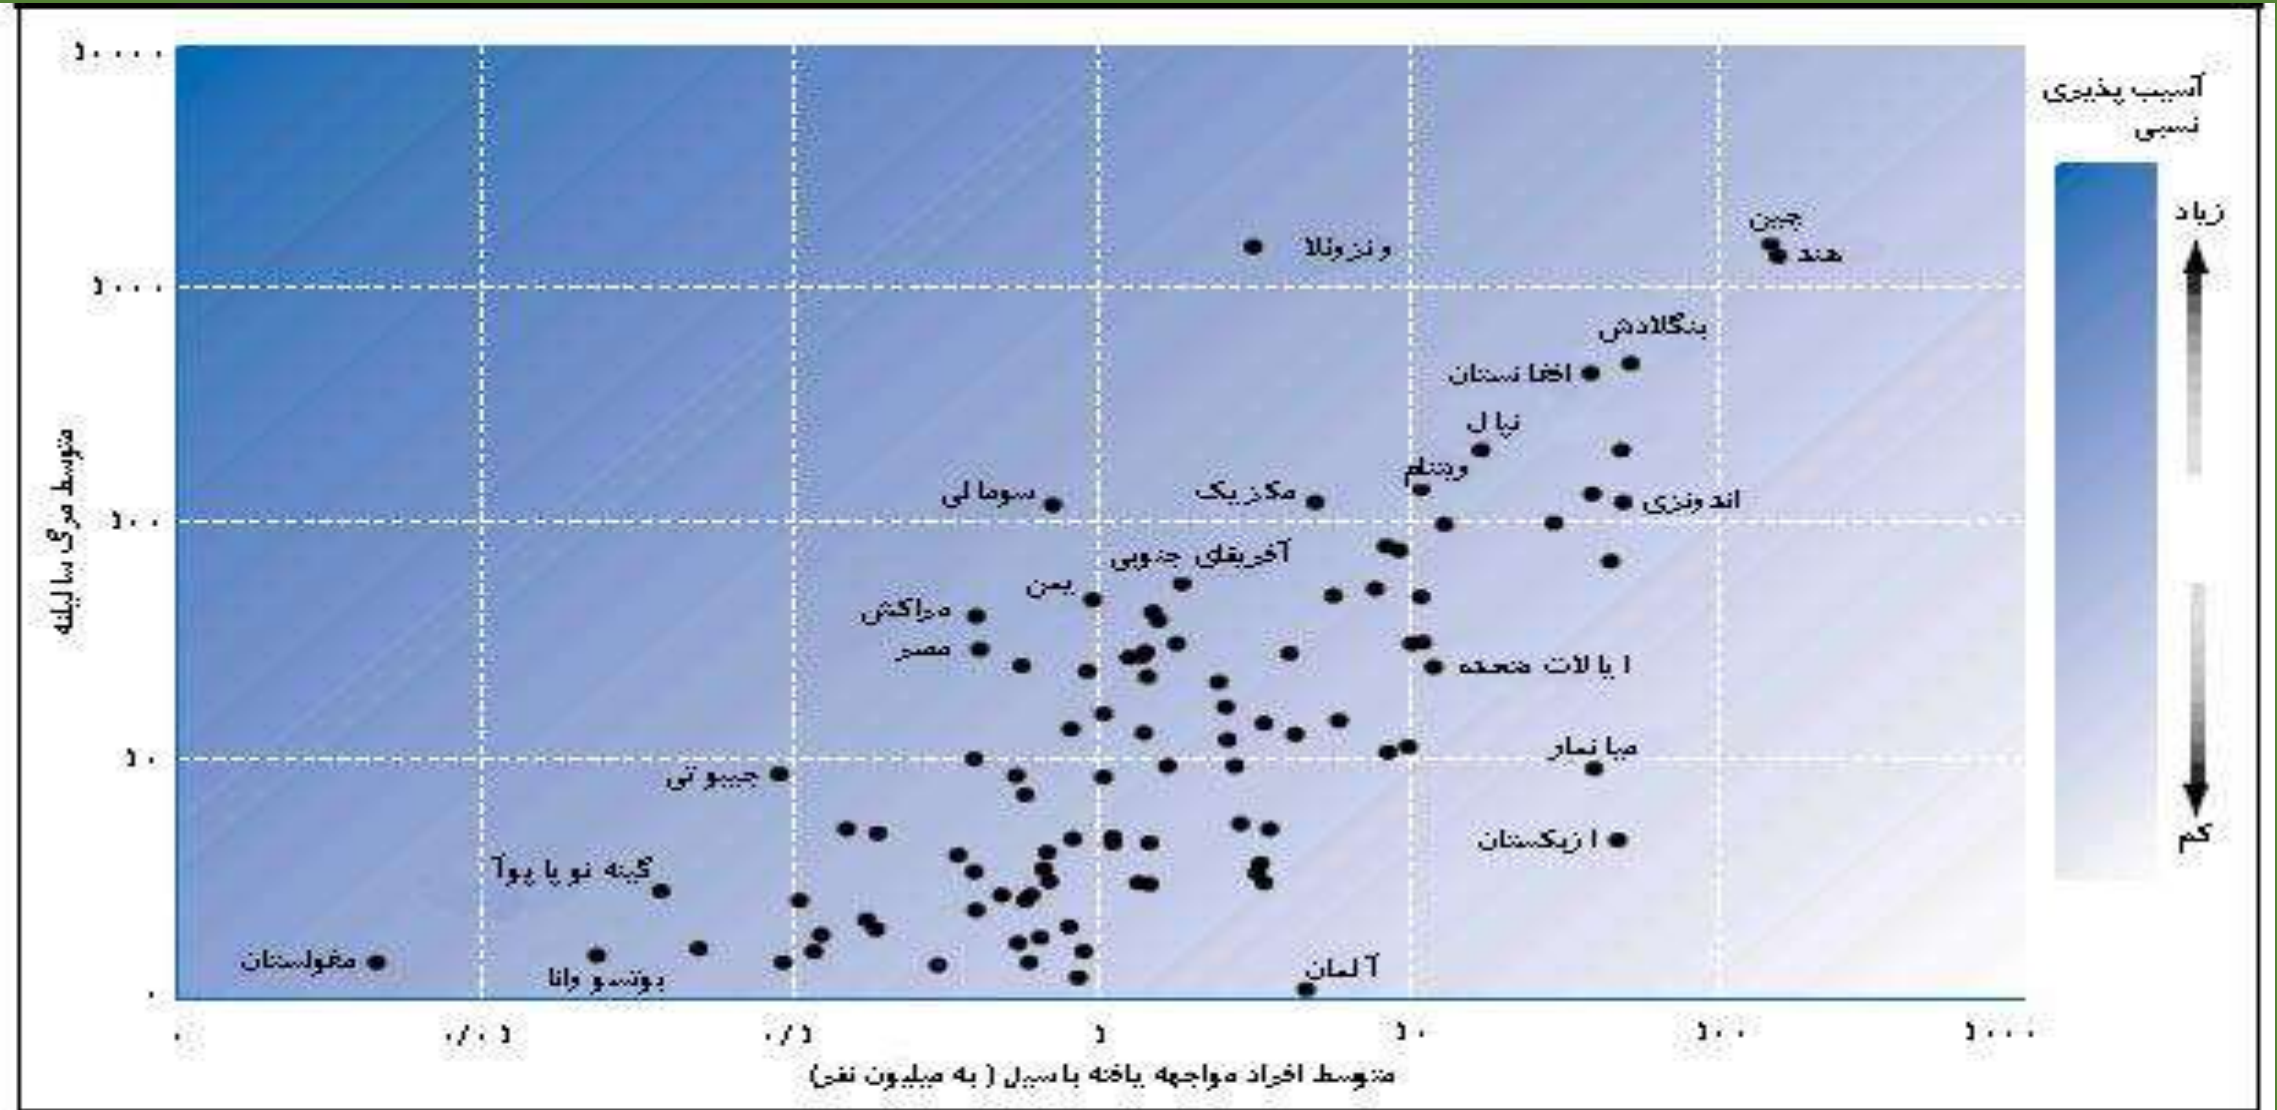 ۱۰۰۰۰
۱۰۰۰
۱۰۰
۱۰
۰
متوسط مرگ سالیانه
چین
هند
ونزوئلا
بنگلادش
افغانستان
نپال
ویتنام
اندونزی
مکزیک
سومالی
آفریقای جنوبی
یمن
مراکش
مصر
ایالات متحده
میانمار
جیبوتی
ازبکستان
گینه نو پاپوآ
مغولستان
بوتسووانا
آلمان
۰
۰/۰۱
۰/۱
۱
۱۰
۱۰۰
۱۰۰۰
متوسط افراد مواجهه یافته با سیل ( به میلیون نفر)
آسیب پذیری
نسبی
زیاد
کم